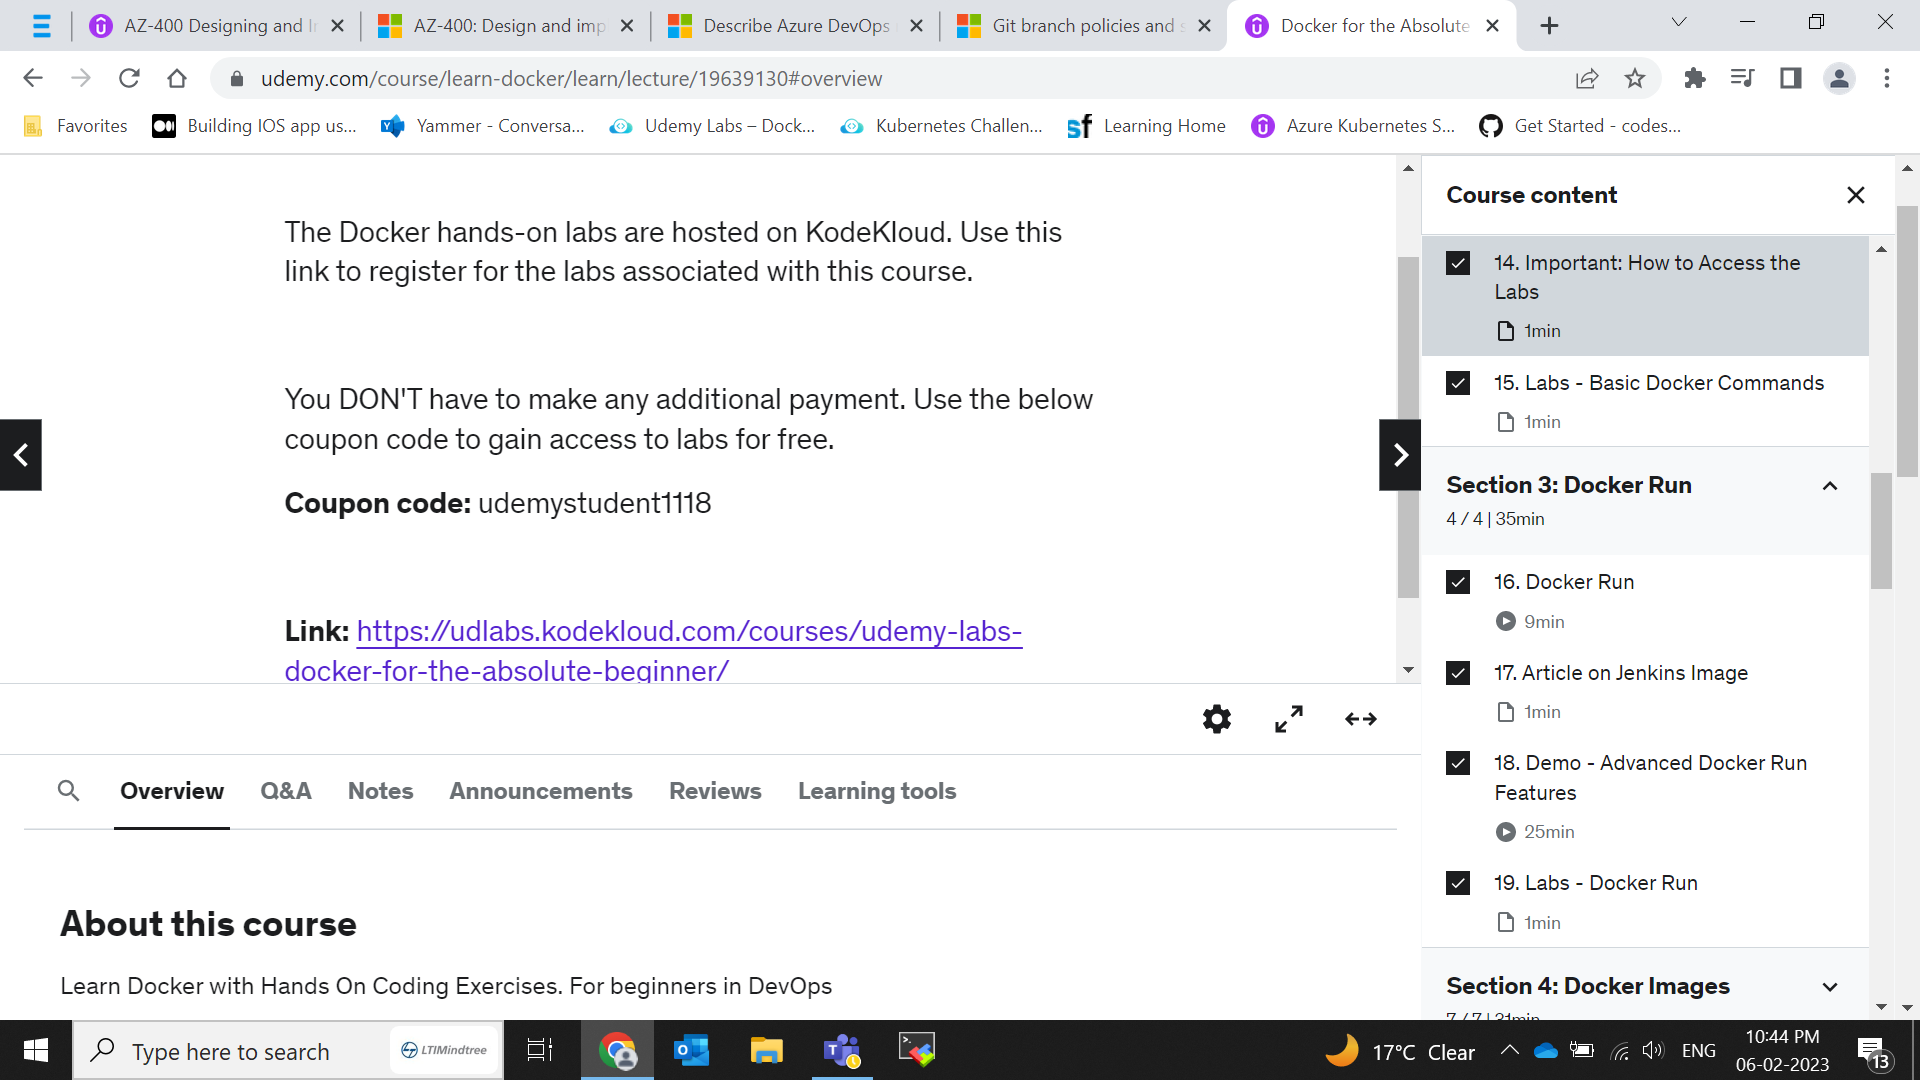 AZ-400 Designing and I
AZ-400: Design and imp
Describe Azure DevOps
Git branch policies and s
Docker for the Absolute
udemy.com/course/learn-docker/learn/lecture/19639130#overview
Favorites
Building IOS app us...
Yammer - Conversa...
Udemy Labs – Dock...
Kubernetes Challen...
sf Learning Home
Azure Kubernetes S...
Get Started - codes...
The Docker hands-on labs are hosted on KodeKloud. Use this
link to register for the labs associated with this course.
You DON'T have to make any additional payment. Use the below
coupon code to gain access to labs for free.
Coupon code: udemystudent1118
Link: https://udlabs.kodekloud.com/courses/udemy-labs-
docker-for-the-absolute-beginner/
Overview
Q&A
Notes
Announcements
Reviews
Learning tools
About this course
Learn Docker with Hands On Coding Exercises. For beginners in DevOps
Course content
14. Important: How to Access the
Labs
1min
15. Labs - Basic Docker Commands
1min
Section 3: Docker Run
4 / 4 | 35min
16. Docker Run
9min
17. Article on Jenkins Image
1min
18. Demo - Advanced Docker Run
Features
25min
19. Labs - Docker Run
1min
Section 4: Docker Images
7 / 7 | 31min
Type here to search
LTIMindtree
17°C Clear
ENG
10:44 PM
06-02-2023
13